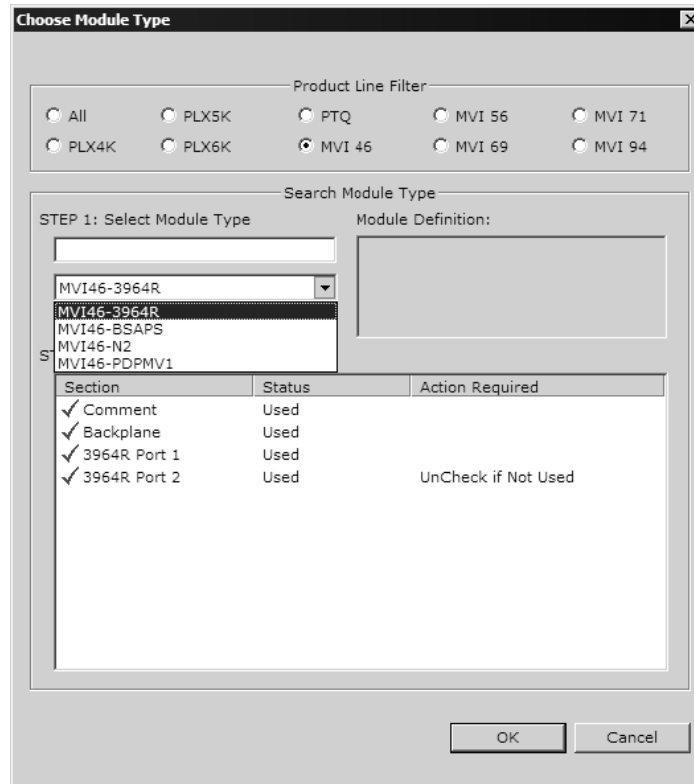 Choose Module Type
Product Line Filter
All PLX5K PTQ MVI 56 MVI 71
PLX4K PLX6K MVI 46 MVI 69 MVI 94
Search Module Type
STEP 1: Select Module Type Module Definition:
MVI46-3964R
MVI46-3964R
MVI46-BSAPS
MVI46-N2
MVI46-PDPMV1
Section Status Action Required
Comment Used
Backplane Used
3964R Port 1 Used
3964R Port 2 Used UnCheck if Not Used
OK Cancel